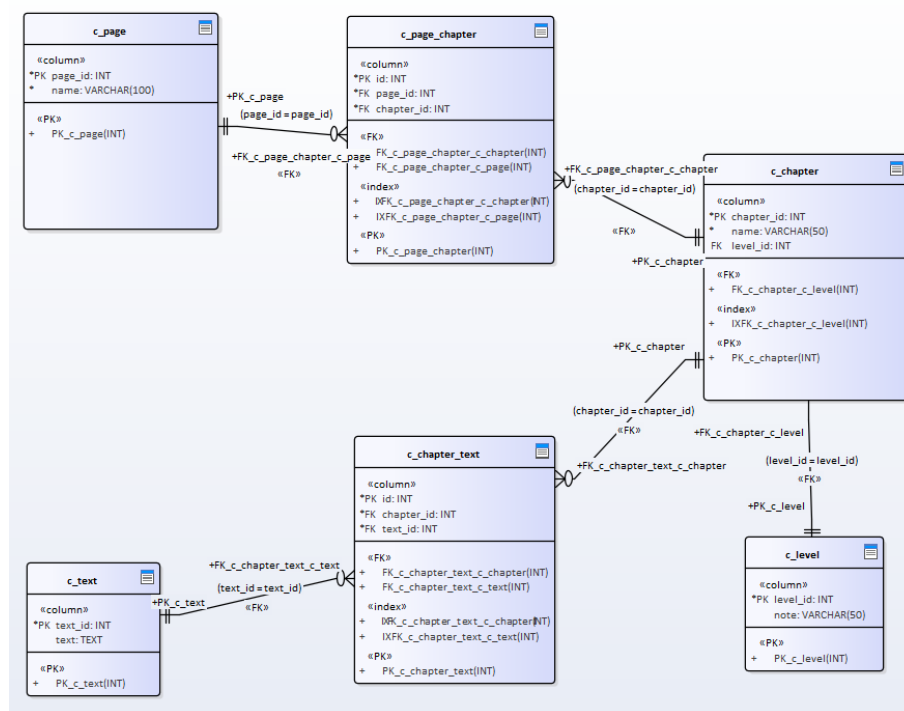 c_page
«column»
*PK page_id: INT
* name: VARCHAR(100)
«PK»
+ PK_c_page(INT)
+PK_c_page
(page_id = page_id)
+FK_c_page_chapter_c_page
«FK»
c_page_chapter
«column»
*PK id: INT
*FK page_id: INT
*FK chapter_id: INT
«FK»
FK_c_page_chapter_c_chapter(INT)
+ FK_c_page_chapter_c_page(INT)
«index»
+ IXFK_c_page_chapter_c_chapter(INT)
+ IXFK_c_page_chapter_c_page(INT)
«PK»
+ PK_c_page_chapter(INT)
+FK_c_page_chapter_c_chapter
(chapter_id = chapter_id)
«FK»
+PK_c_chapter
c_chapter
«column»
*PK chapter_id: INT
* name: VARCHAR(50)
FK level_id: INT
«FK»
+ FK_c_chapter_c_level(INT)
«index»
+ IXFK_c_chapter_c_level(INT)
«PK»
+ PK_c_chapter(INT)
+PK_c_chapter
(chapter_id = chapter_id)
«FK»
+FK_c_chapter_text_c_chapter
+FK_c_chapter_c_level
(level_id = level_id)
«FK»
+PK_c_level
c_chapter_text
«column»
*PK id: INT
*FK chapter_id: INT
*FK text_id: INT
«FK»
+ FK_c_chapter_text_c_chapter(INT)
+ FK_c_chapter_text_c_text(INT)
«index»
+ IXFK_c_chapter_text_c_chapter(INT)
+ IXFK_c_chapter_text_c_text(INT)
«PK»
+ PK_c_chapter_text(INT)
+FK_c_chapter_text_c_text
(text_id = text_id)
«FK»
+PK_c_text
c_text
«column»
*PK text_id: INT
text: TEXT
«PK»
+ PK_c_text(INT)
c_level
«column»
*PK level_id: INT
note: VARCHAR(50)
«PK»
+ PK_c_level(INT)